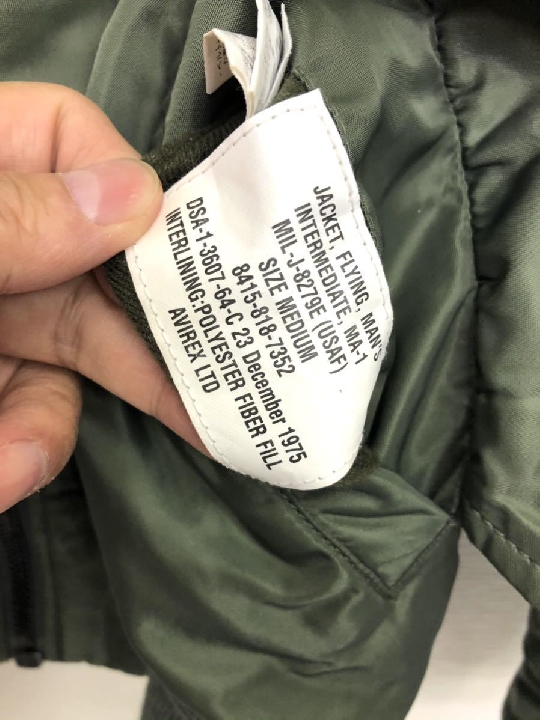 JACKET, FLYING, MAN'S
INTERMEDIATE, MA-1
MIL-J-8279E (USAF)
SIZE MEDIUM
8415-818-7352
DSA-1-3607-64-C 23 December 1975
INTERLINING:POLYESTER FIBER FILL
AVIREX LTD